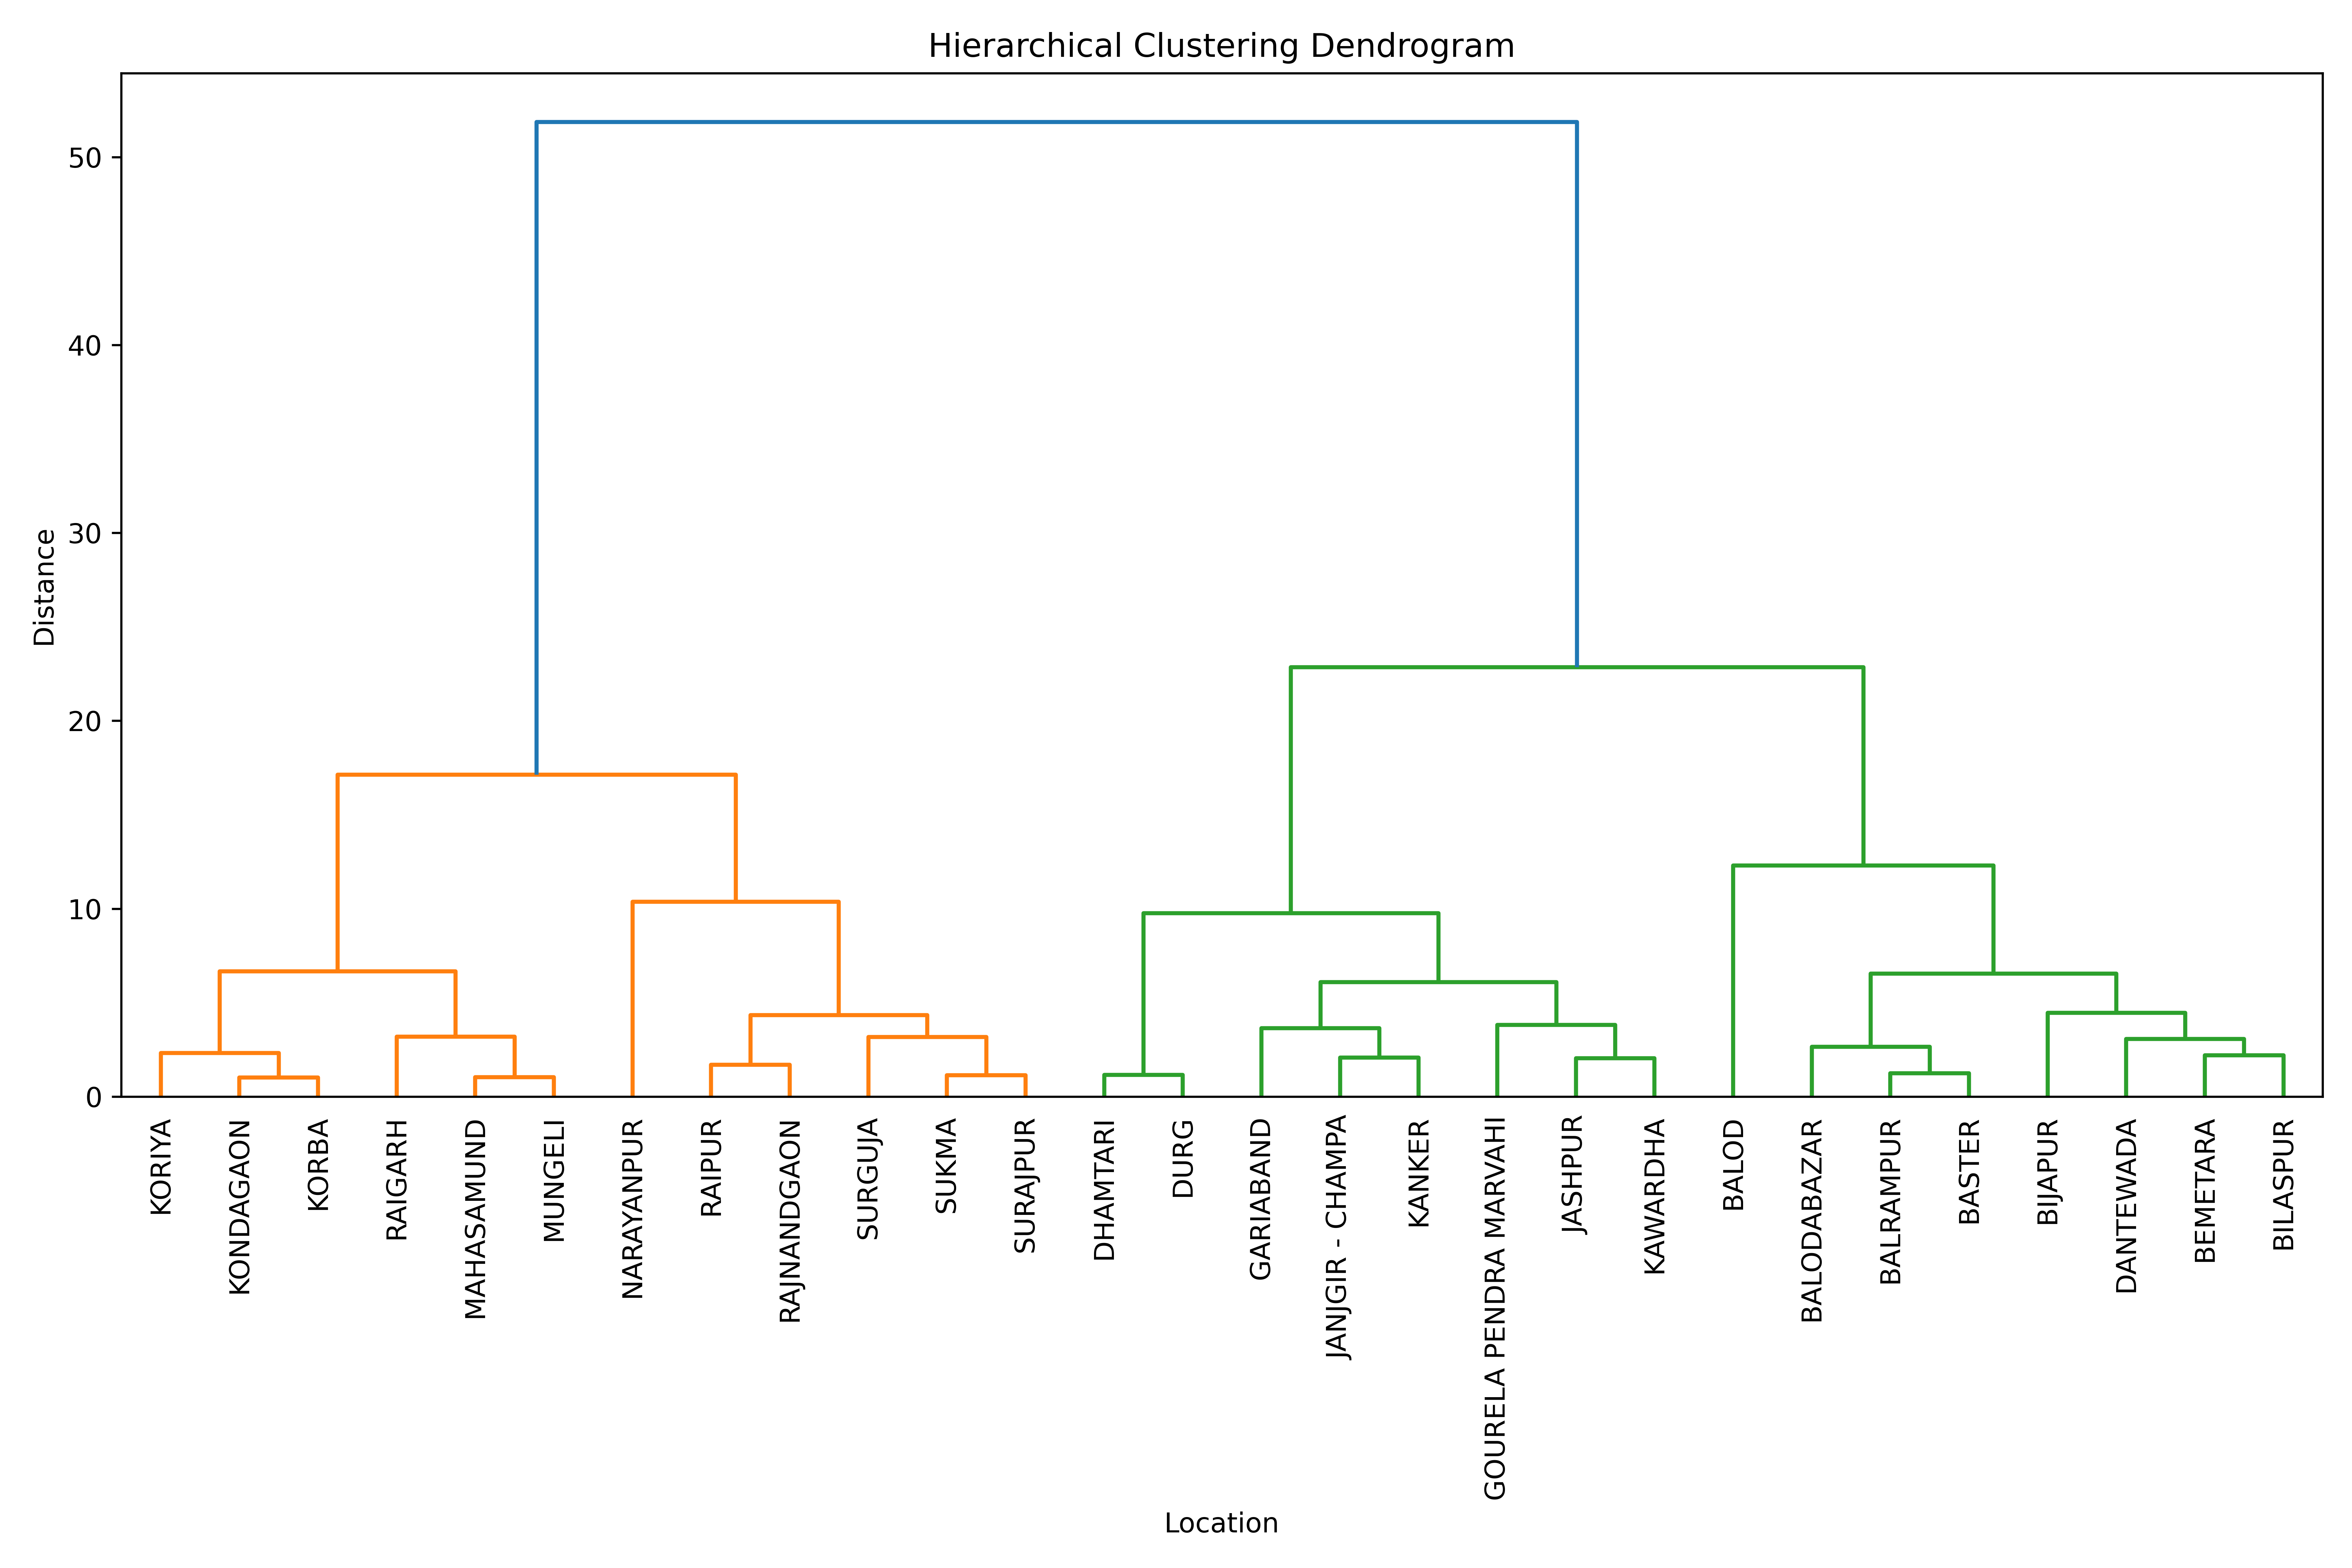 Hierarchical Clustering Dendrogram
50
40
30
20
10
0
Distance
KORIYA
KONDAGAON
KORBA
RAIGARH
MAHASAMUND
MUNGELI
NARAYANPUR
RAIPUR
RAJNANDGAON
SURGUJJA
SUKMA
SURAJPUR
DHAMTARI
DURG
GARIABAND
JANJGIR - CHAMPA
KANKER
GOURELA PENDRA MARVAHI
JASHPUR
KAWARDHA
BALOD
BALODABAZAR
BALRAMPUR
BASTER
BIJAPUR
DANTEWADA
BEMETARA
BILASPUR
Location